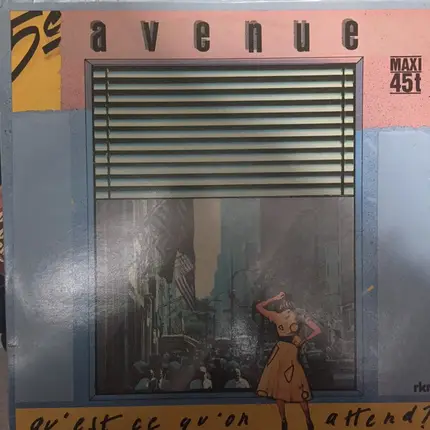 5e avenue
MAXI
45t
rkm
qu'est ce qu'on attend?